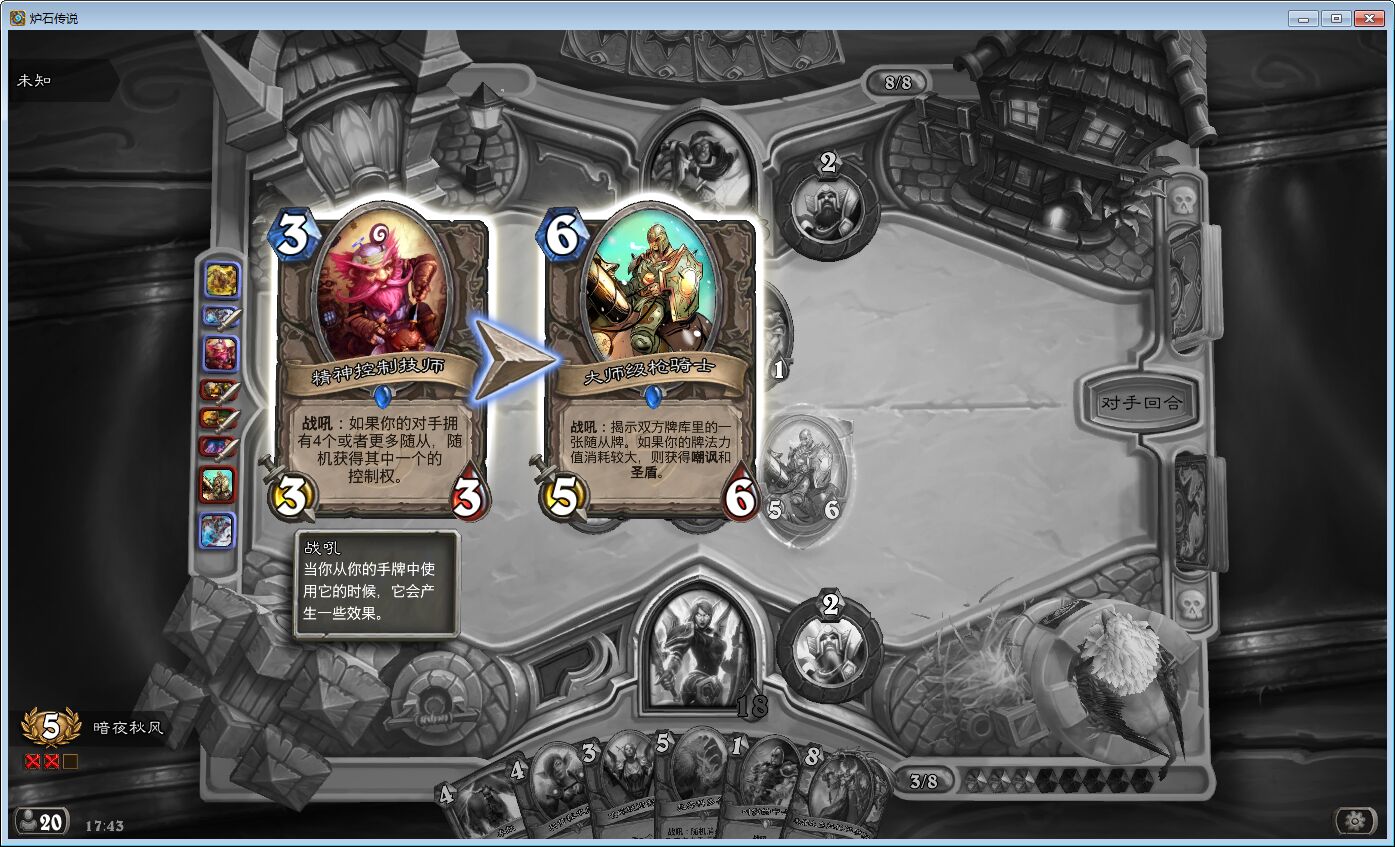 炉石传说
未知
8/8
2
3
精神控制技师
战吼：如果你的对手拥
有4个或者更多随从，随
机获得其中一个的
控制权。
3
3
6
大师级枪骑士
战吼：揭示双方牌库里的一
张随从牌。如果你的牌法力
值消耗较大，则获得嘲讽和
圣盾。
5
6
1
对手回合
5
6
战吼
当你从你的手牌中使
用它的时候，它会产
生一些效果。
2
18
5
暗夜秋风
4
4
3
5
1
8
3/8
20
17:43